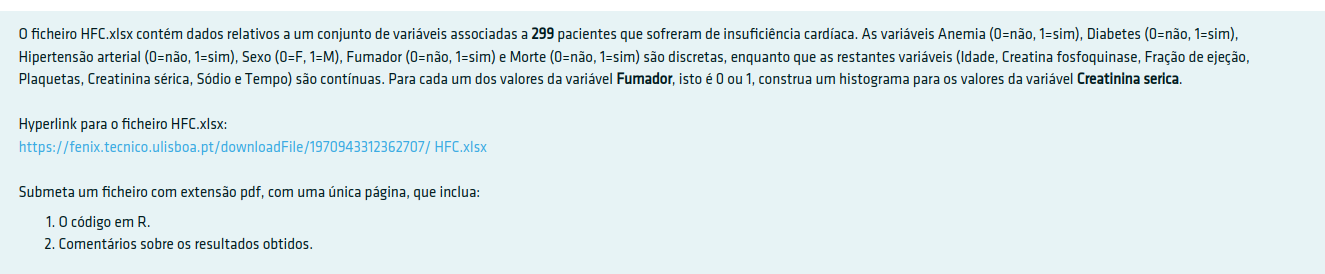 O ficheiro HFC.xlsx contém dados relativos a um conjunto de variáveis associadas a 299 pacientes que sofreram de insuficiência cardíaca. As variáveis Anemia (0=não, 1=sim), Diabetes (0=não, 1=sim),
Hipertensão arterial (0=não, 1=sim), Sexo (0=F, 1=M), Fumador (0=não, 1=sim) e Morte (0=não, 1=sim) são discretas, enquanto que as restantes variáveis (Idade, Creatina fosfoquinase, Fração de ejeção,
Plaquetas, Creatinina sérica, Sódio e Tempo) são contínuas. Para cada um dos valores da variável Fumador, isto é 0 ou 1, construa um histograma para os valores da variável Creatinina serica.
Hyperlink para o ficheiro HFC.xlsx:
https://fenix.tecnico.ulisboa.pt/downloadFile/1970943312362707/ HFC.xlsx
Submeta um ficheiro com extensão pdf, com uma única página, que inclua:
1. O código em R.
2. Comentários sobre os resultados obtidos.